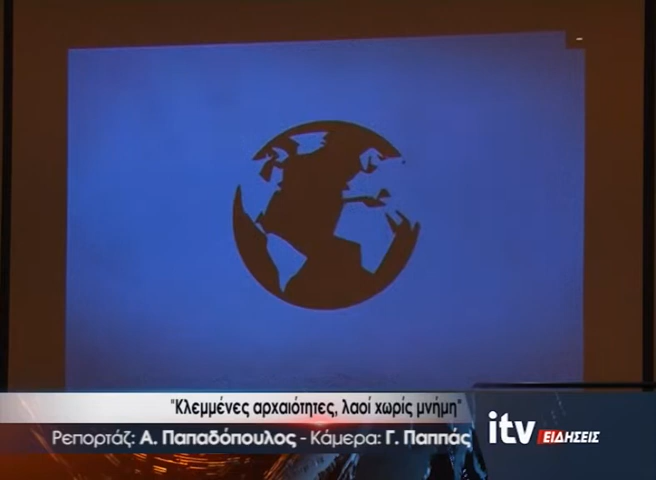 "Κλεμμένες αρχαιότητες, λαοί χωρίς μνήμη"
Ρεπορτάζ: Α. Παπαδόπουλος - Κάμερα: Γ. Παππάς
itv ΕΙΔΗΣΕΙΣ